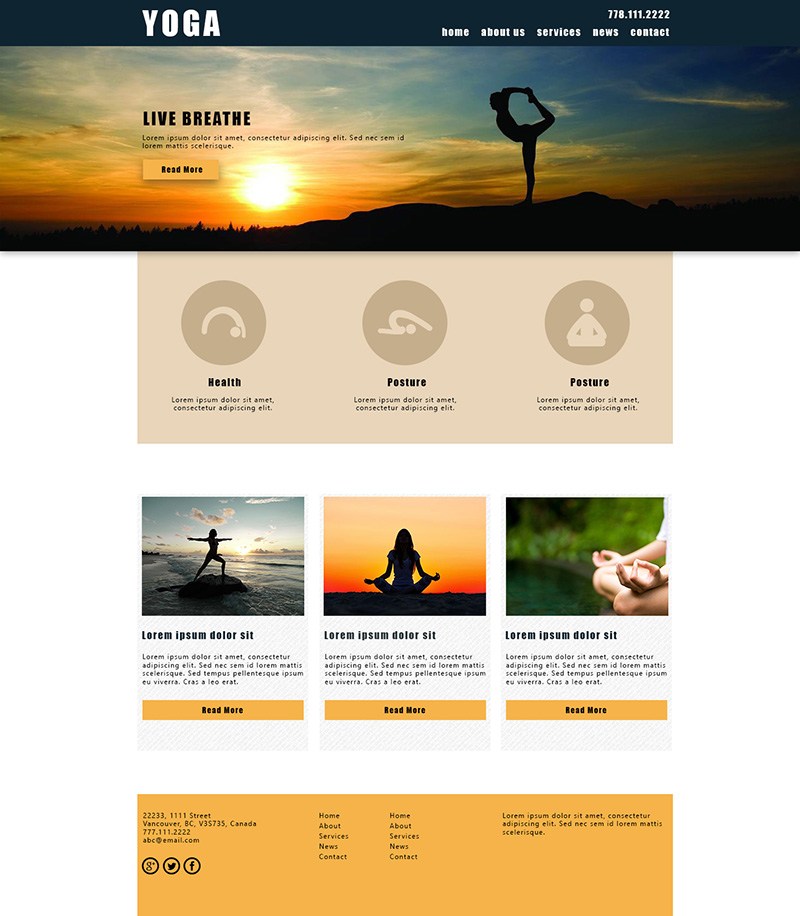 YOGA
778.111.2222
home about us services news contact
LIVE BREATHE
Lorem ipsum dolor sit amet, consectetur adipiscing elit. Sed nec sem id
lorem mattis scelerisque.
Read More
Health
Lorem ipsum dolor sit amet,
consectetur adipiscing elit.
Posture
Lorem ipsum dolor sit amet,
consectetur adipiscing elit.
Posture
Lorem ipsum dolor sit amet,
consectetur adipiscing elit.
Lorem ipsum dolor sit
Lorem ipsum dolor sit amet, consectetur
adipiscing elit. Sed nec sem id lorem mattis
scelerisque. Sed tempus pellentesque ipsum
eu viverra. Cras a leo erat.
Read More
Lorem ipsum dolor sit
Lorem ipsum dolor sit amet, consectetur
adipiscing elit. Sed nec sem id lorem mattis
scelerisque. Sed tempus pellentesque ipsum
eu viverra. Cras a leo erat.
Read More
Lorem ipsum dolor sit
Lorem ipsum dolor sit amet, consectetur
adipiscing elit. Sed nec sem id lorem mattis
scelerisque. Sed tempus pellentesque ipsum
eu viverra. Cras a leo erat.
Read More
22233, 1111 Street
Vancouver, BC, V3S735, Canada
777.111.2222
abc@email.com
Home
About
Services
News
Contact
Home
About
Services
News
Contact
Lorem ipsum dolor sit amet, consectetur
adipiscing elit. Sed nec sem id lorem mattis
scelerisque.